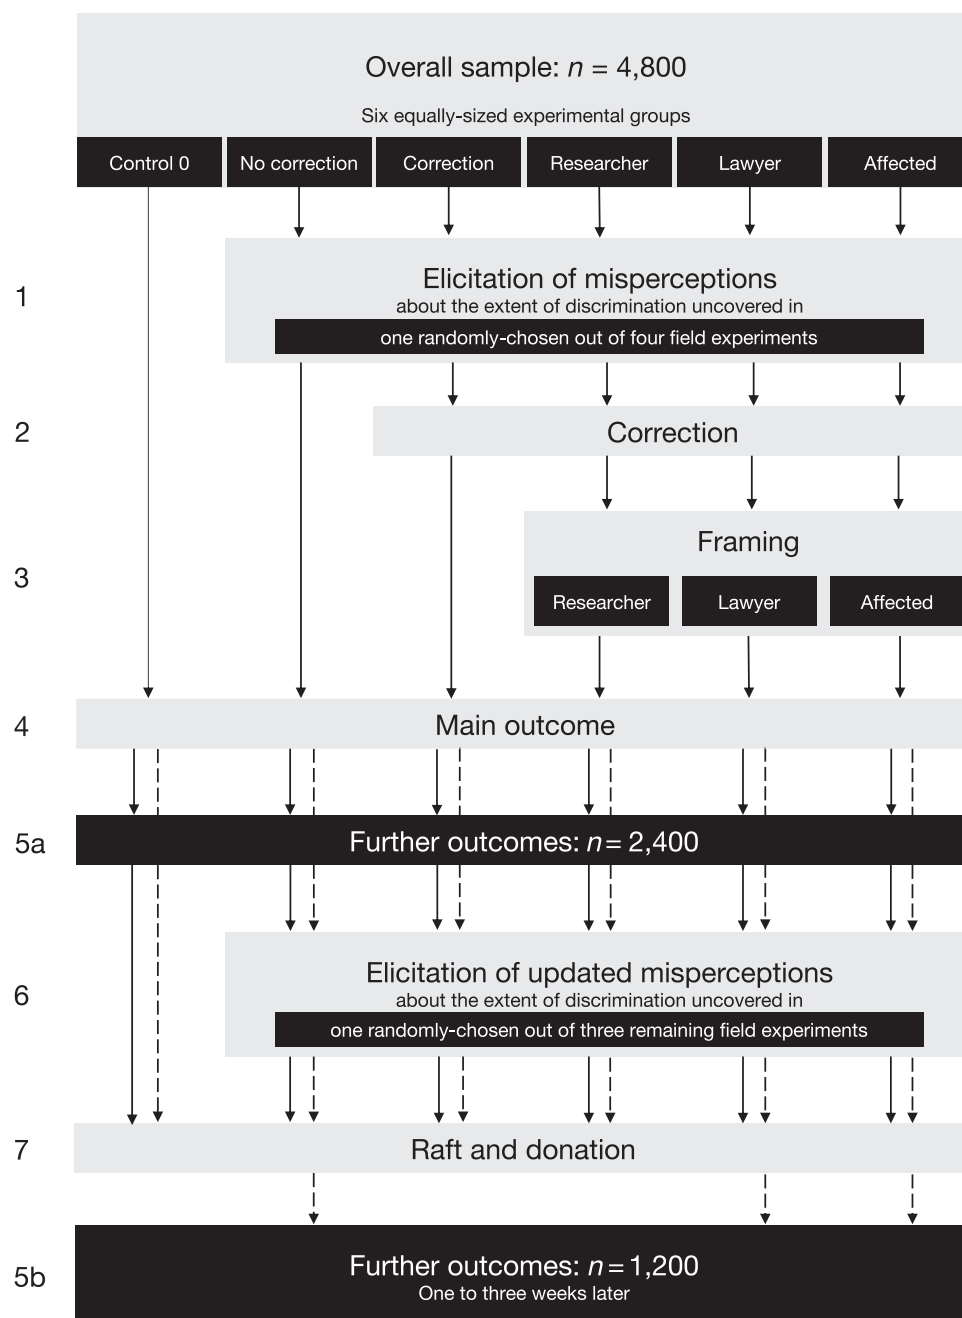 Overall sample: n = 4,800
Six equally-sized experimental groups
Control 0 No correction Correction Researcher Lawyer Affected
1
Elicitation of misperceptions
about the extent of discrimination uncovered in
one randomly-chosen out of four field experiments
2
Correction
3
Framing
Researcher Lawyer Affected
4
Main outcome
5a
Further outcomes: n = 2,400
6
Elicitation of updated misperceptions
about the extent of discrimination uncovered in
one randomly-chosen out of three remaining field experiments
7
Raft and donation
5b
Further outcomes: n = 1,200
One to three weeks later